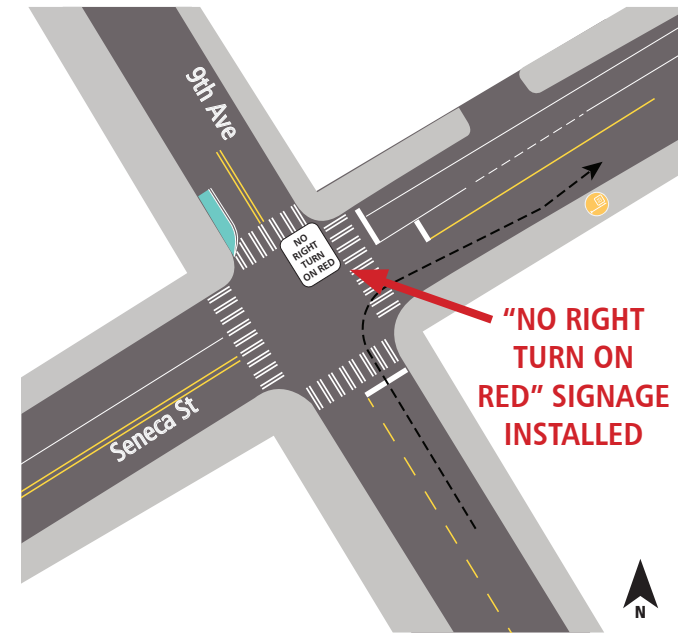 9th Ave
NO
RIGHT
TURN
ON RED
“NO RIGHT
TURN ON
RED” SIGNAGE
INSTALLED
Seneca St
N